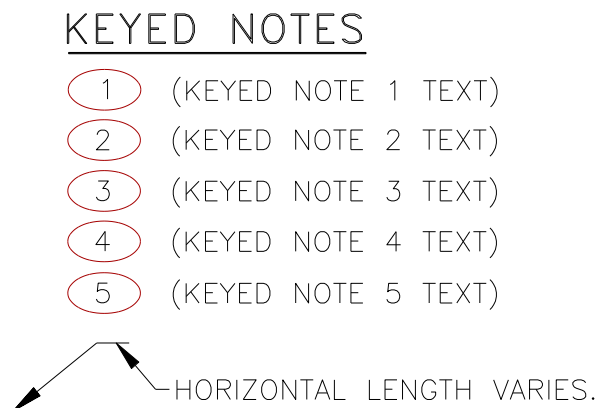 KEYED NOTES
1 (KEYED NOTE 1 TEXT)
2 (KEYED NOTE 2 TEXT)
3 (KEYED NOTE 3 TEXT)
4 (KEYED NOTE 4 TEXT)
5 (KEYED NOTE 5 TEXT)
HORIZONTAL LENGTH VARIES.